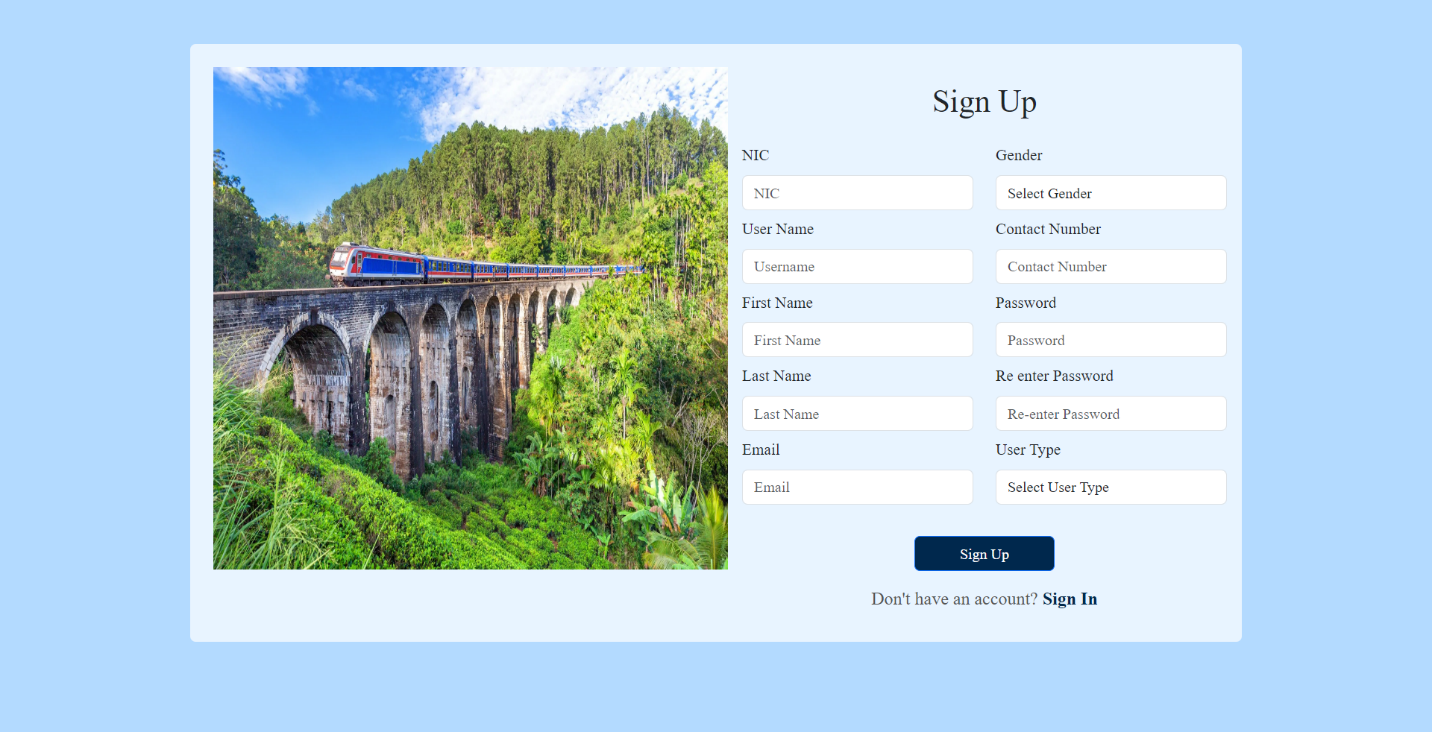 Sign Up
NIC
Gender
NIC
Select Gender
User Name
Contact Number
Username
Contact Number
First Name
Password
First Name
Password
Last Name
Re enter Password
Last Name
Re-enter Password
Email
User Type
Email
Select User Type
Sign Up
Don't have an account? Sign In